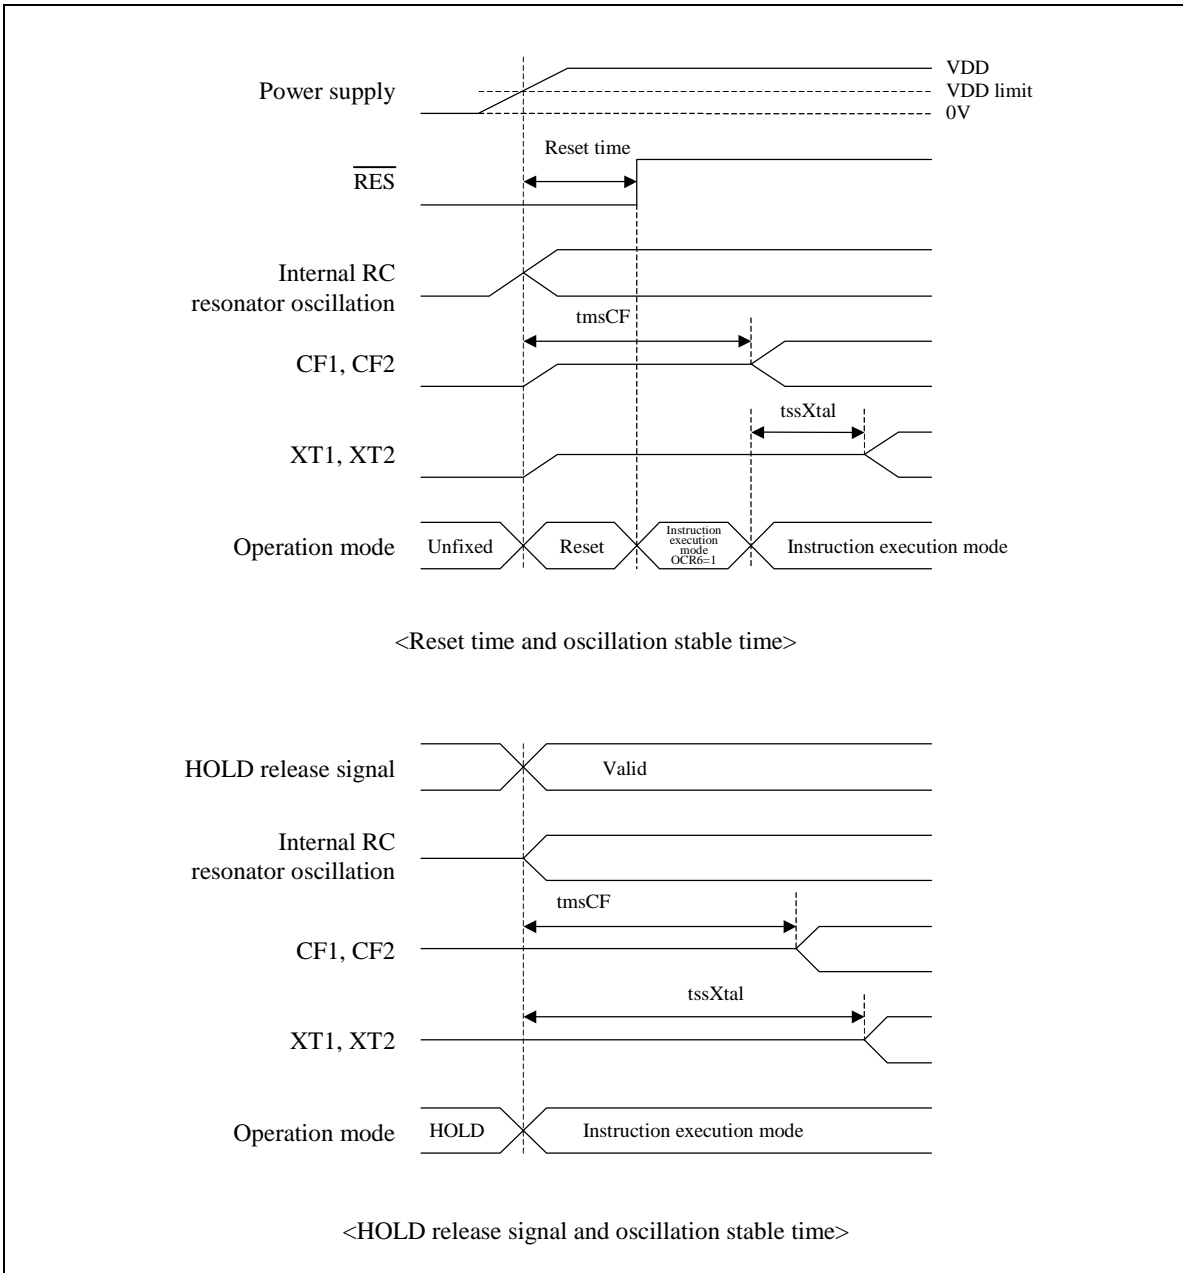 VDD
Power supply
VDD limit
0V
Reset time
RES
Internal RC
resonator oscillation
tmsCF
CF1, CF2
tssXtal
XT1, XT2
Operation mode
Unfixed
Reset
Instruction
execution
mode
OCR6=1
Instruction execution mode
<Reset time and oscillation stable time>
HOLD release signal
Valid
Internal RC
resonator oscillation
tmsCF
CF1, CF2
tssXtal
XT1, XT2
Operation mode
HOLD
Instruction execution mode
<HOLD release signal and oscillation stable time>